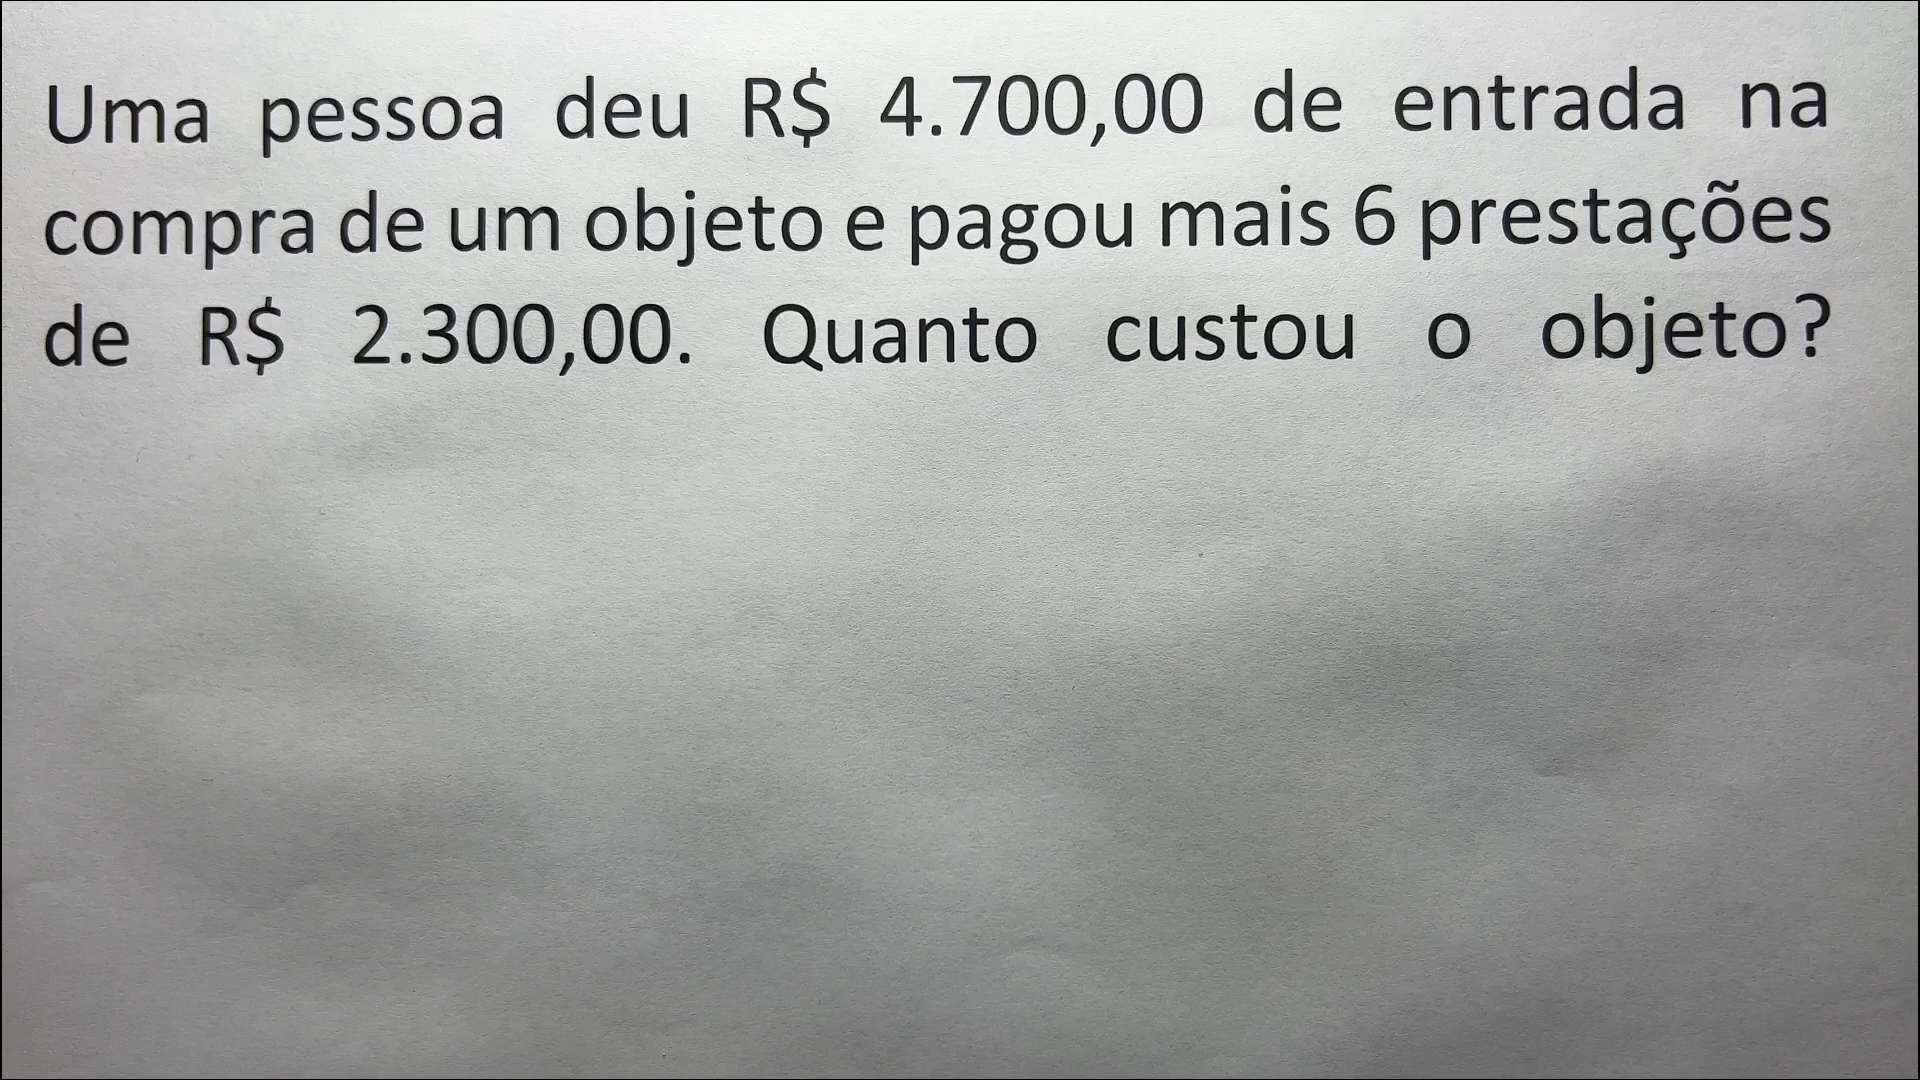 Uma pessoa deu R$ 4.700,00 de entrada na
compra de um objeto e pagou mais 6 prestações
de R$ 2.300,00. Quanto custou o objeto?